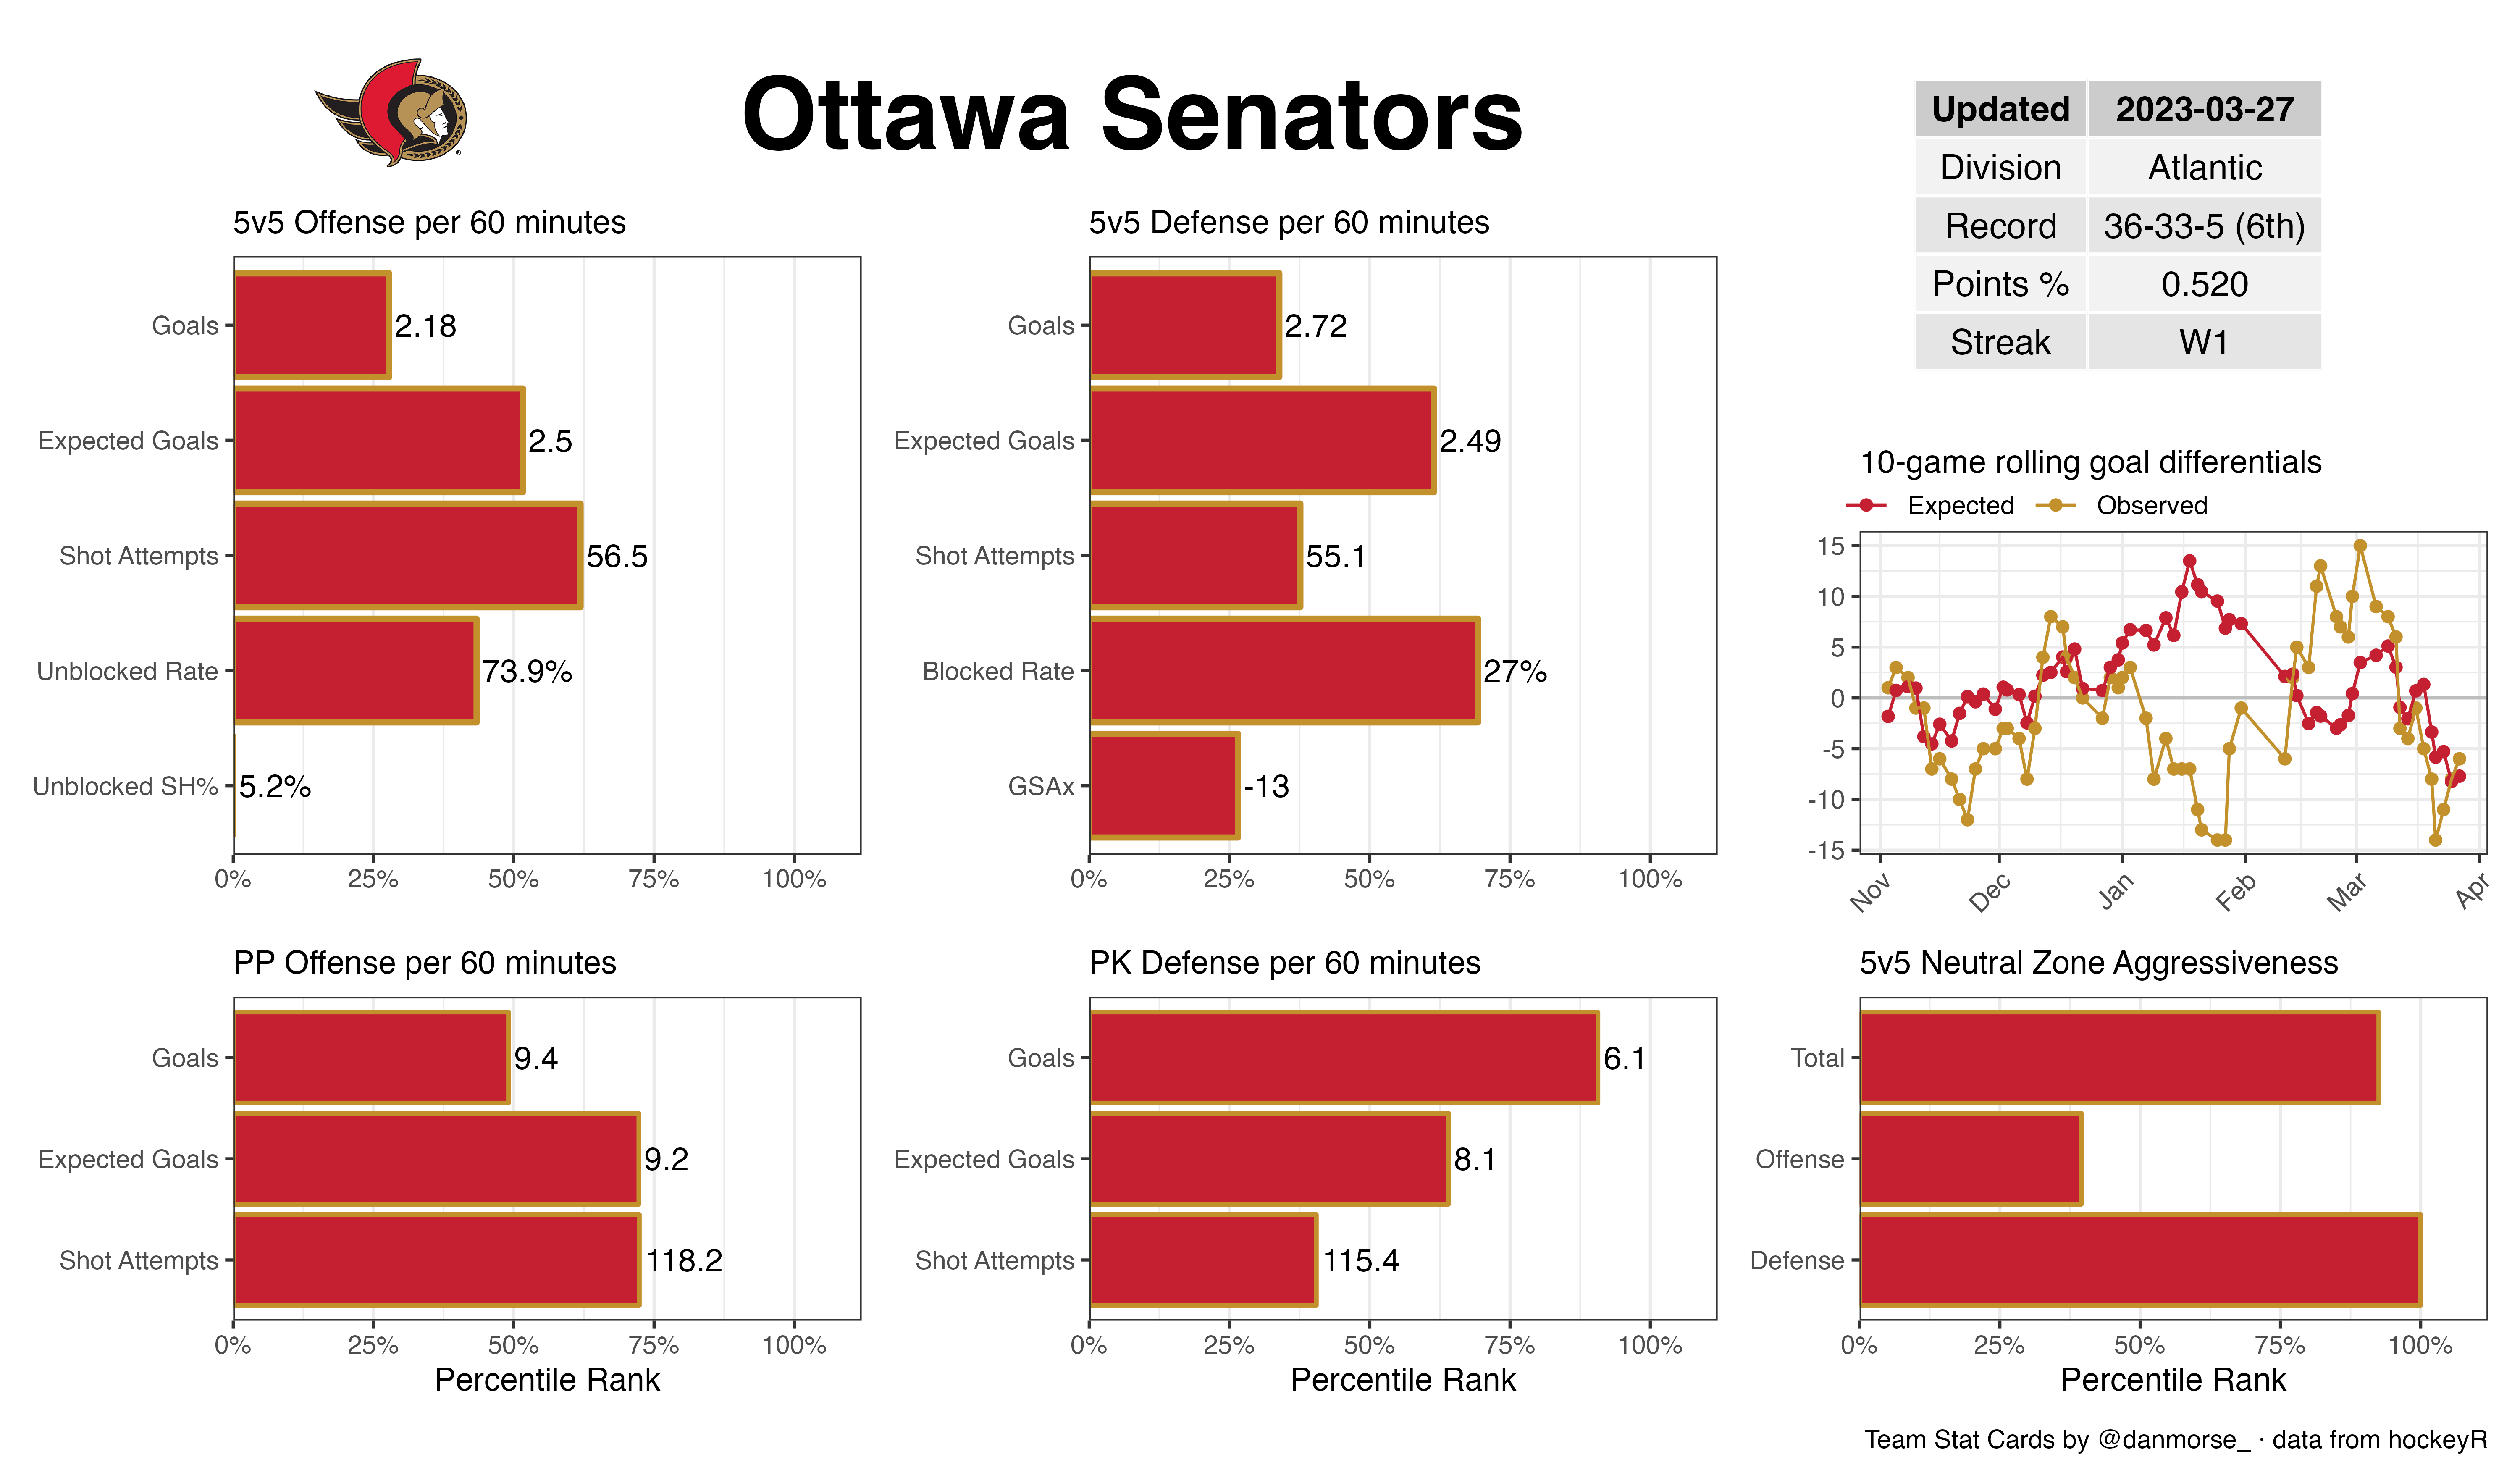 Ottawa Senators
Updated 2023-03-27
Division Atlantic
Record 36-33-5 (6th)
Points % 0.520
Streak W1
5v5 Offense per 60 minutes
Goals 2.18
Expected Goals 2.5
Shot Attempts 56.5
Unblocked Rate 73.9%
Unblocked SH% 5.2%
0% 25% 50% 75% 100%
5v5 Defense per 60 minutes
Goals 2.72
Expected Goals 2.49
Shot Attempts 55.1
Blocked Rate 27%
GSAx -13
0% 25% 50% 75% 100%
10-game rolling goal differentials
Expected Observed
15
10
5
0
-5
-10
-15
Nov Dec Jan Feb Mar Apr
PP Offense per 60 minutes
Goals 9.4
Expected Goals 9.2
Shot Attempts 118.2
0% 25% 50% 75% 100%
Percentile Rank
PK Defense per 60 minutes
Goals 6.1
Expected Goals 8.1
Shot Attempts 115.4
0% 25% 50% 75% 100%
Percentile Rank
5v5 Neutral Zone Aggressiveness
Total
Offense
Defense
0% 25% 50% 75% 100%
Percentile Rank
Team Stat Cards by @danmorse_ · data from hockeyR